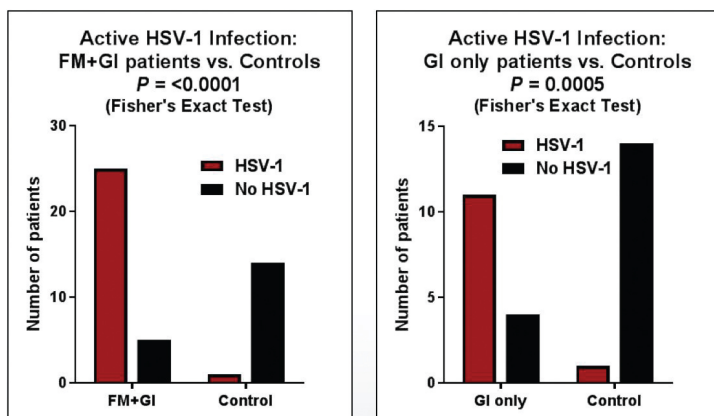 Active HSV-1 Infection:
FM+GI patients vs. Controls
P = <0.0001
(Fisher's Exact Test)
30
20
10
0
Number of patients
HSV-1
No HSV-1
FM+GI
Control
Active HSV-1 Infection:
GI only patients vs. Controls
P = 0.0005
(Fisher's Exact Test)
15
10
5
0
Number of patients
HSV-1
No HSV-1
GI only
Control